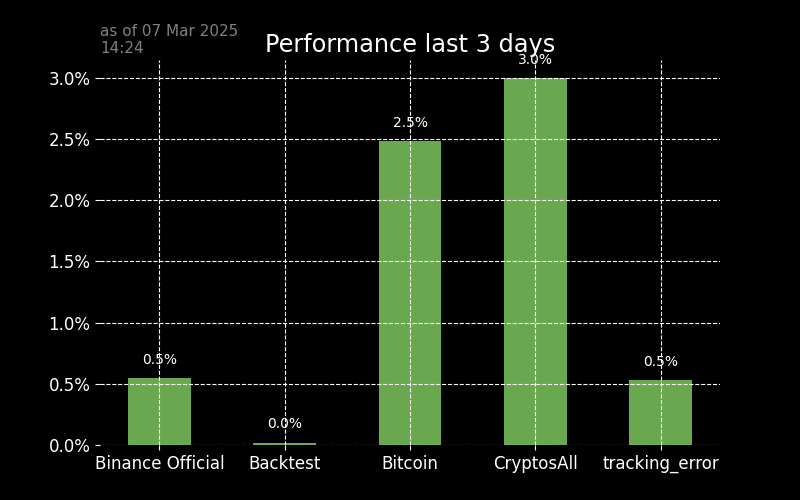 as of 07 Mar 2025
14:24
Performance last 3 days
3.0%
2.5%
2.0%
1.5%
1.0%
0.5%
0.0%
0.5%
0.0%
2.5%
3.0%
0.5%
Binance Official
Backtest
Bitcoin
CryptosAll
tracking_error